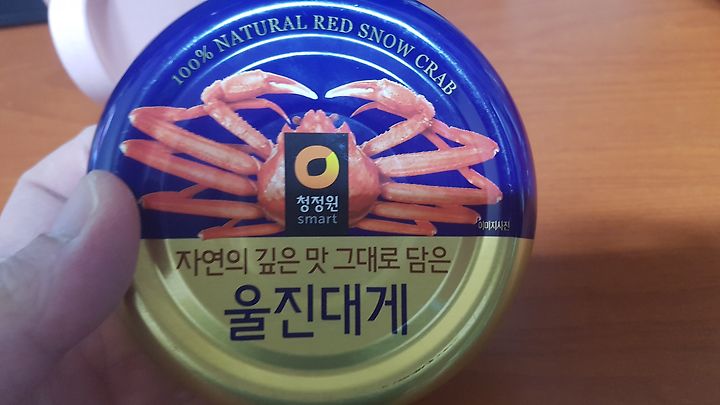 100% NATURAL RED SNOW CRAB
청정원
smart
이미지사진
자연의 깊은 맛 그대로 담은
울진대게